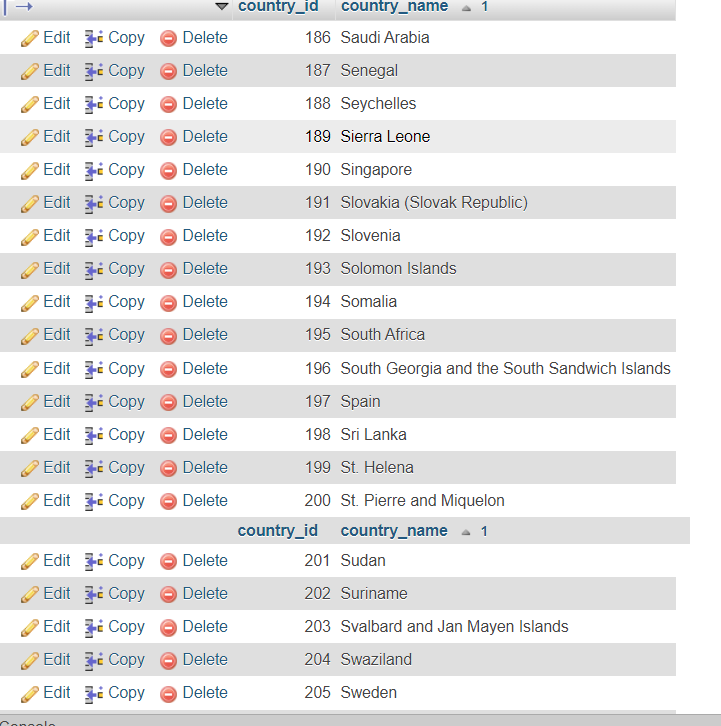 country_id country_name 1
Edit Copy Delete 186 Saudi Arabia
Edit Copy Delete 187 Senegal
Edit Copy Delete 188 Seychelles
Edit Copy Delete 189 Sierra Leone
Edit Copy Delete 190 Singapore
Edit Copy Delete 191 Slovakia (Slovak Republic)
Edit Copy Delete 192 Slovenia
Edit Copy Delete 193 Solomon Islands
Edit Copy Delete 194 Somalia
Edit Copy Delete 195 South Africa
Edit Copy Delete 196 South Georgia and the South Sandwich Islands
Edit Copy Delete 197 Spain
Edit Copy Delete 198 Sri Lanka
Edit Copy Delete 199 St. Helena
Edit Copy Delete 200 St. Pierre and Miquelon
country_id country_name 1
Edit Copy Delete 201 Sudan
Edit Copy Delete 202 Suriname
Edit Copy Delete 203 Svalbard and Jan Mayen Islands
Edit Copy Delete 204 Swaziland
Edit Copy Delete 205 Sweden
Console